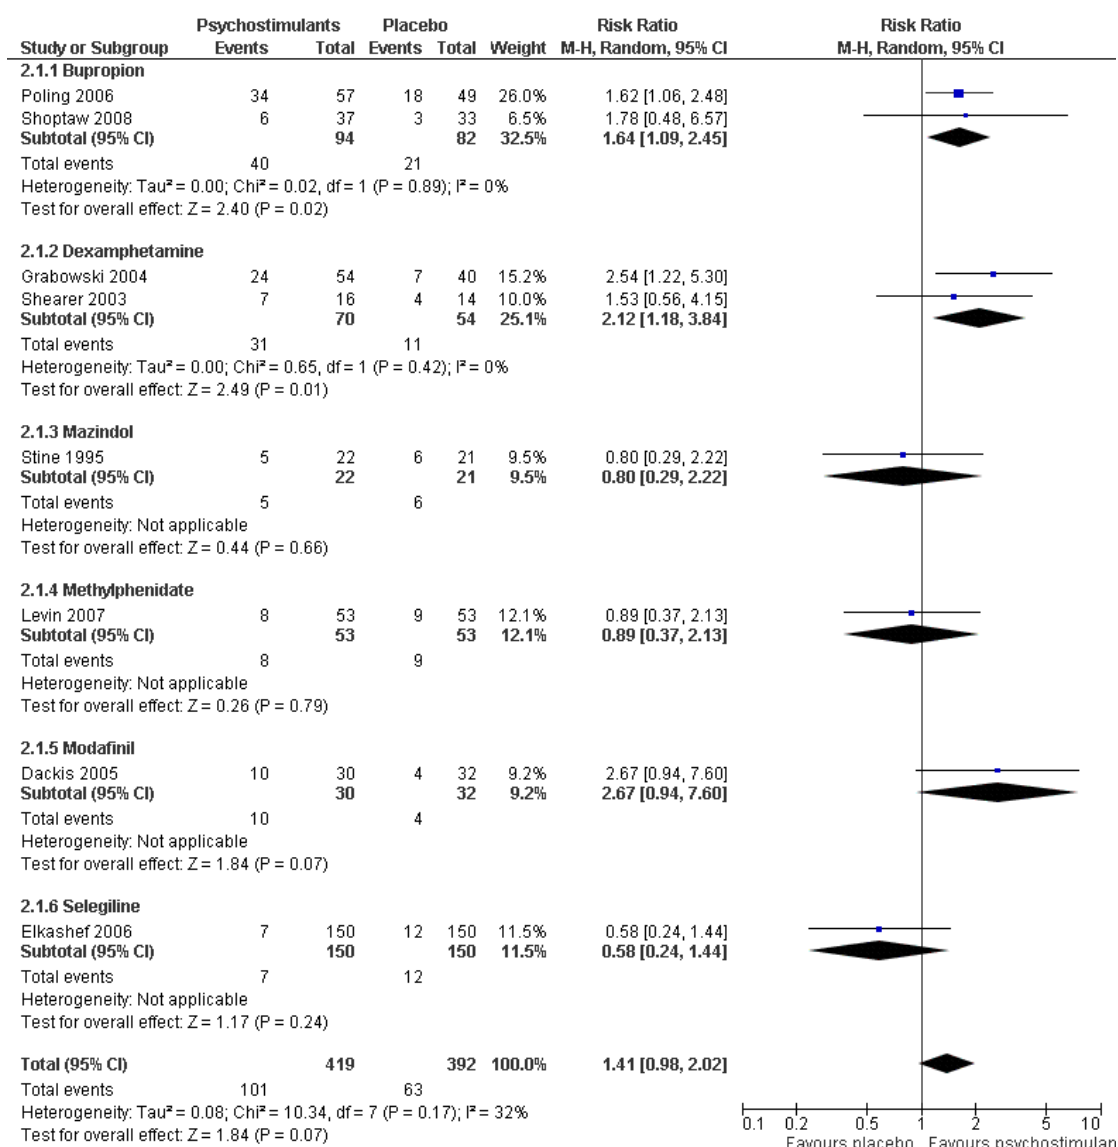 Psychostimulants Placebo Risk Ratio Risk Ratio
Study or Subgroup Events Total Events Total Weight M-H, Random, 95% CI M-H, Random, 95% CI
2.1.1 Bupropion
Poling 2006 34 57 18 49 26.0% 1.62 [1.06, 2.48]
Shoptaw 2008 6 37 3 33 6.5% 1.78 [0.48, 6.57]
Subtotal (95% CI) 94 82 32.5% 1.64 [1.09, 2.45]
Total events 40 21
Heterogeneity: Tau² = 0.00; Chi² = 0.02, df = 1 (P = 0.89); I² = 0%
Test for overall effect: Z = 2.40 (P = 0.02)
2.1.2 Dexamphetamine
Grabowski 2004 24 54 7 40 15.2% 2.54 [1.22, 5.30]
Shearer 2003 7 16 4 14 10.0% 1.53 [0.56, 4.15]
Subtotal (95% CI) 70 54 25.1% 2.12 [1.18, 3.84]
Total events 31 11
Heterogeneity: Tau² = 0.00; Chi² = 0.65, df = 1 (P = 0.42); I² = 0%
Test for overall effect: Z = 2.49 (P = 0.01)
2.1.3 Mazindol
Stine 1995 5 22 6 21 9.5% 0.80 [0.29, 2.22]
Subtotal (95% CI) 22 21 9.5% 0.80 [0.29, 2.22]
Total events 5 6
Heterogeneity: Not applicable
Test for overall effect: Z = 0.44 (P = 0.66)
2.1.4 Methylphenidate
Levin 2007 8 53 9 53 12.1% 0.89 [0.37, 2.13]
Subtotal (95% CI) 53 53 12.1% 0.89 [0.37, 2.13]
Total events 8 9
Heterogeneity: Not applicable
Test for overall effect: Z = 0.26 (P = 0.79)
2.1.5 Modafinil
Dackis 2005 10 30 4 32 9.2% 2.67 [0.94, 7.60]
Subtotal (95% CI) 30 32 9.2% 2.67 [0.94, 7.60]
Total events 10 4
Heterogeneity: Not applicable
Test for overall effect: Z = 1.84 (P = 0.07)
2.1.6 Selegiline
Elkashef 2006 7 150 12 150 11.5% 0.58 [0.24, 1.44]
Subtotal (95% CI) 150 150 11.5% 0.58 [0.24, 1.44]
Total events 7 12
Heterogeneity: Not applicable
Test for overall effect: Z = 1.17 (P = 0.24)
Total (95% CI) 419 392 100.0% 1.41 [0.98, 2.02]
Total events 101 63
Heterogeneity: Tau² = 0.08; Chi² = 10.34, df = 7 (P = 0.17); I² = 32%
Test for overall effect: Z = 1.84 (P = 0.07)
0.1 0.2 0.5 1 2 5 10
Favours placebo Favours psychostimulan